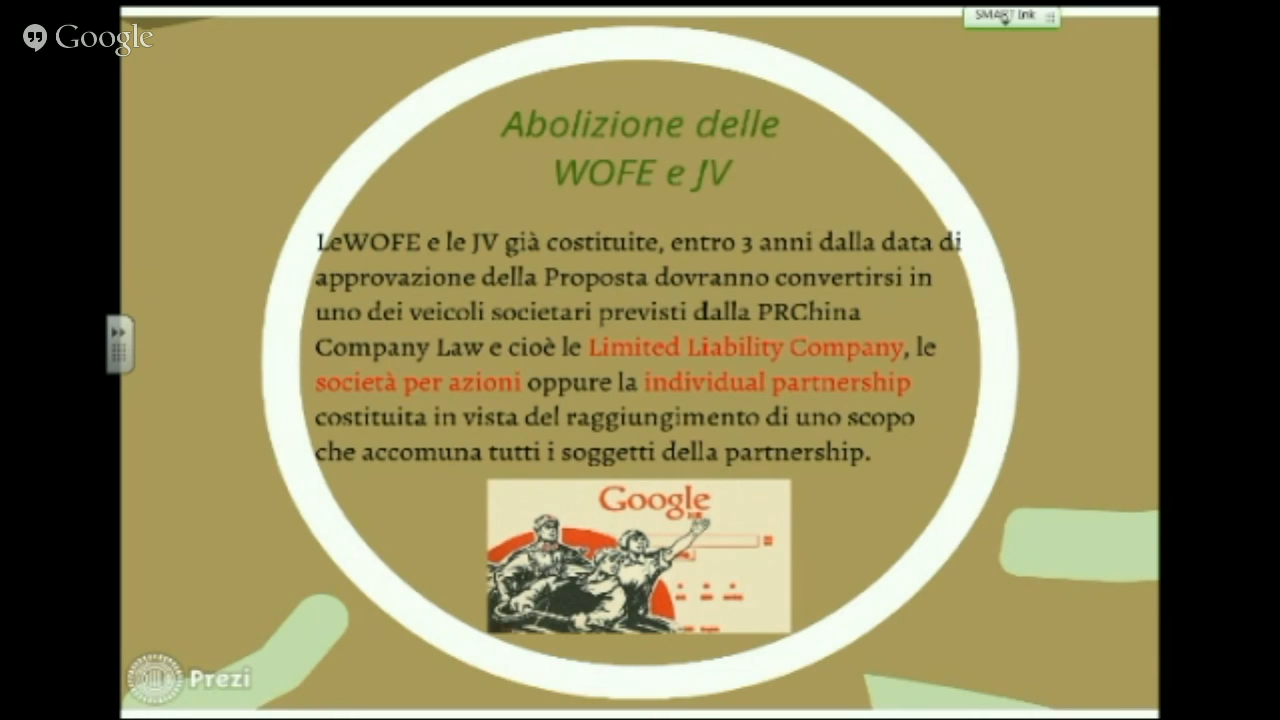 Google
SMART Ink
Abolizione delle
WOFE e JV
LeWOFE e le JV già costituite, entro 3 anni dalla data di
approvazione della Proposta dovranno convertirsi in
uno dei veicoli societari previsti dalla PRChina
Company Law e cioè le Limited Liability Company, le
società per azioni oppure la individual partnership
costituita in vista del raggiungimento di uno scopo
che accomuna tutti i soggetti della partnership.
Google
Prezi